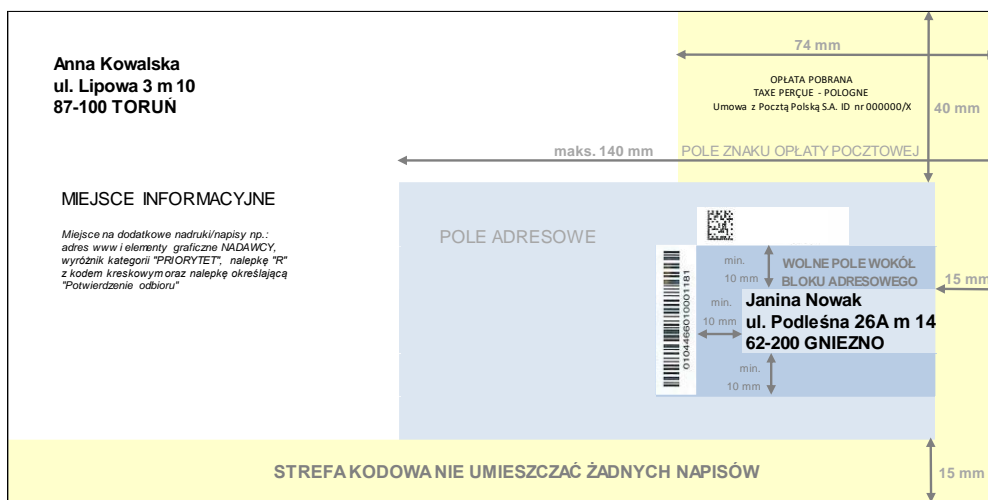 Anna Kowalska
ul. Lipowa 3 m 10
87-100 TORUŃ
74 mm
OPŁATA POBRANA
TAXE PERÇUE - POLOGNE
Umowa z Pocztą Polską S.A. ID nr 000000/X
40 mm
maks. 140 mm
POLE ZNAKU OPŁATY POCZTOWEJ
MIEJSCE INFORMACYJNE
Miejsce na dodatkowe nadruki/napisy np.:
adres www i elementy graficzne NADAWCY,
wyróżnik kategorii "PRIORYTET", nalepkę "R"
z kodem kreskowym oraz nalepkę określającą
"Potwierdzenie odbioru"
POLE ADRESOWE
min.
10 mm
WOLNE POLE WOKÓŁ
BLOKU ADRESOWEGO
15 mm
0104466010001181
min.
10 mm
Janina Nowak
ul. Podleśna 26A m 14
62-200 GNIEZNO
min.
10 mm
STREFA KODOWA NIE UMIESZCZAĆ ŻADNYCH NAPISÓW
15 mm